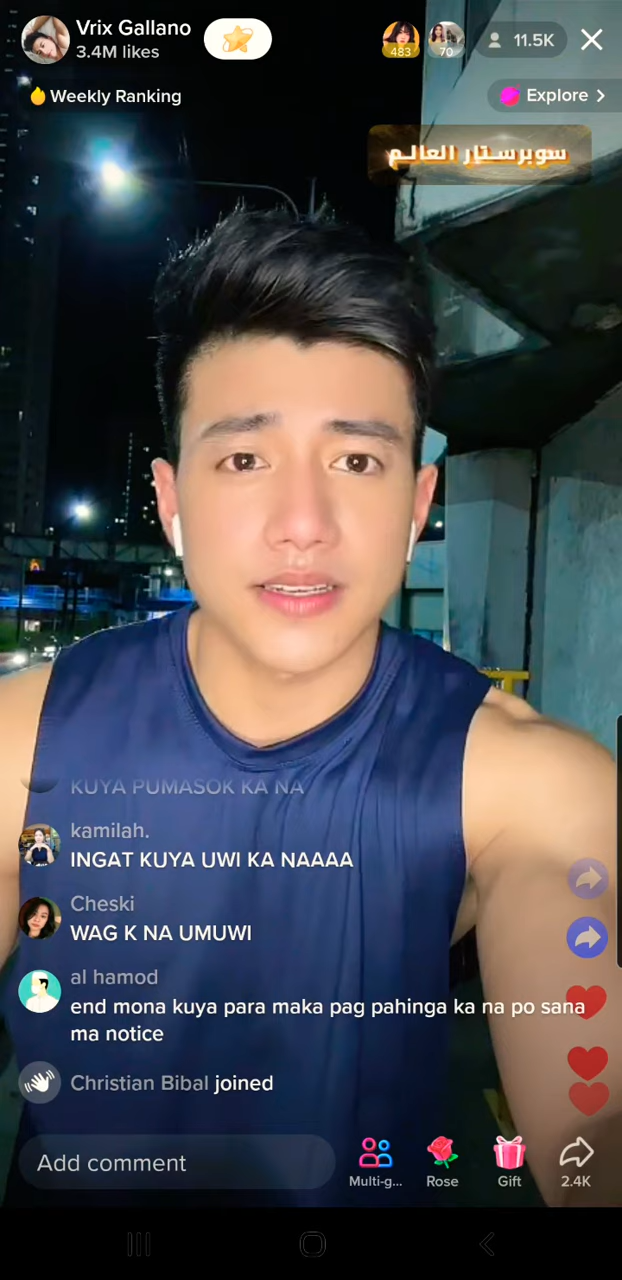 Vrix Gallano
3.4M likes
483
70
11.5K
Weekly Ranking
Explore >
سوبرستار العالم
KUYA PUMASOK KA NA
kamilah.
INGAT KUYA UWI KA NAAAA
Cheski
WAG K NA UMUWI
al hamod
end mona kuya para maka pag pahinga ka na po sana
ma notice
Christian Bibal joined
Add comment
Multi-g...
Rose
Gift
2.4K